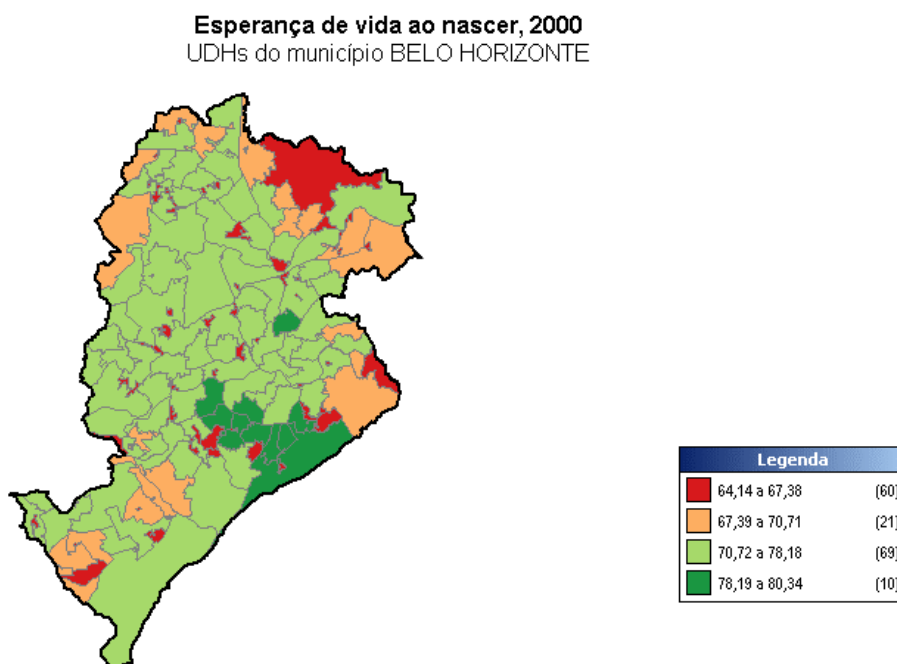 Esperança de vida ao nascer, 2000
UDHs do município BELO HORIZONTE
Legenda
64,14 a 67,38 (60)
67,39 a 70,71 (21)
70,72 a 78,18 (69)
78,19 a 80,34 (10)